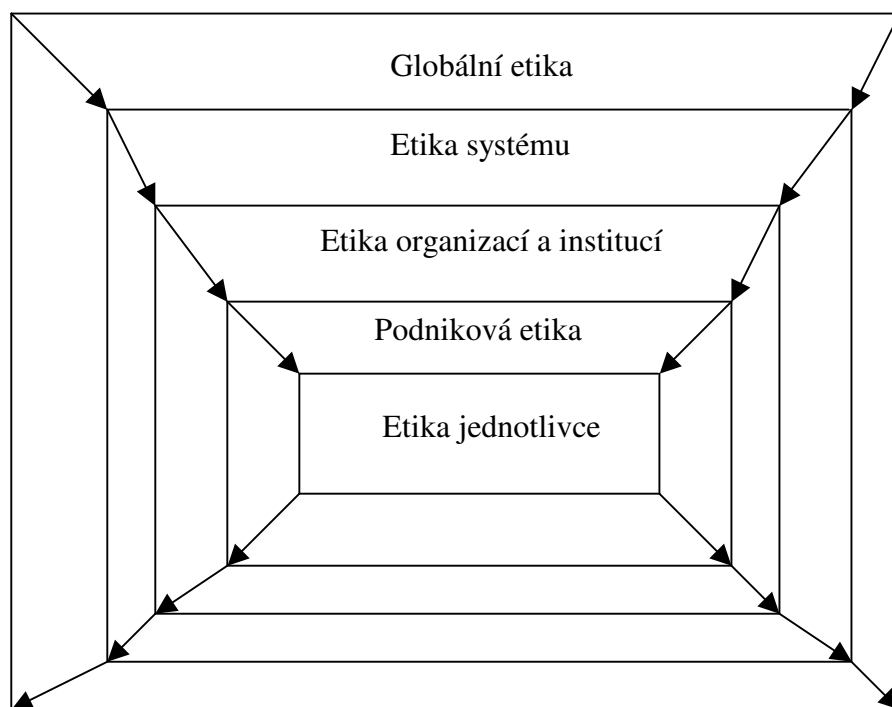 Globální etika
Etika systému
Etika organizací a institucí
Podniková etika
Etika jednotlivce